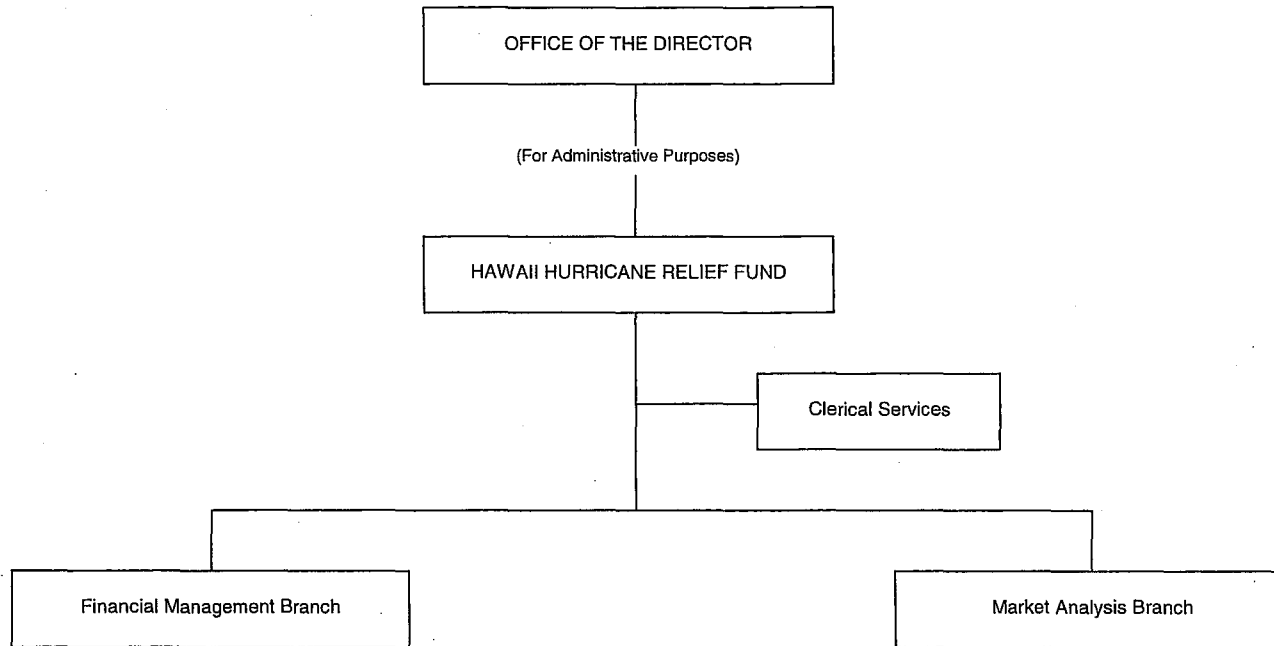 OFFICE OF THE DIRECTOR
(For Administrative Purposes)
HAWAII HURRICANE RELIEF FUND
Clerical Services
Financial Management Branch
Market Analysis Branch